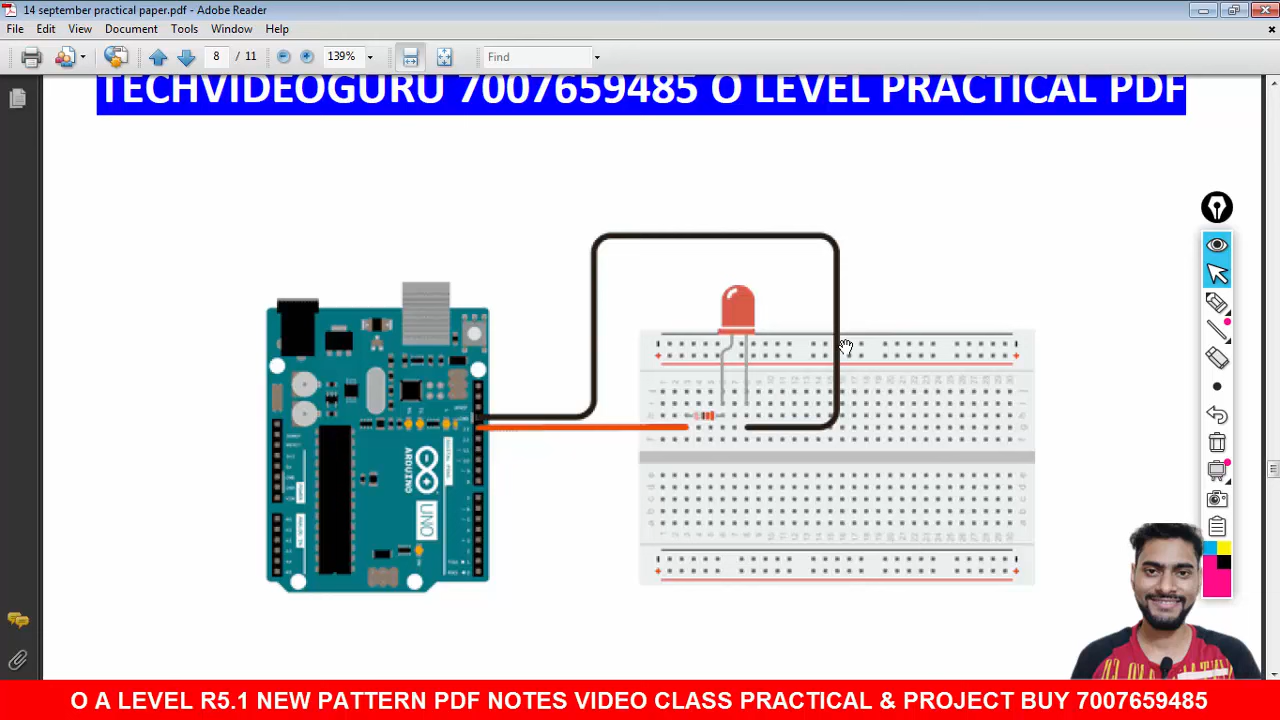 14 september practical paper.pdf - Adobe Reader
File Edit View Document Tools Window Help
8 / 11 139% Find
TECHVIDEOGURU 7007659485 O LEVEL PRACTICAL PDF
ARDUINO
UNO
O A LEVEL R5.1 NEW PATTERN PDF NOTES VIDEO CLASS PRACTICAL & PROJECT BUY 7007659485